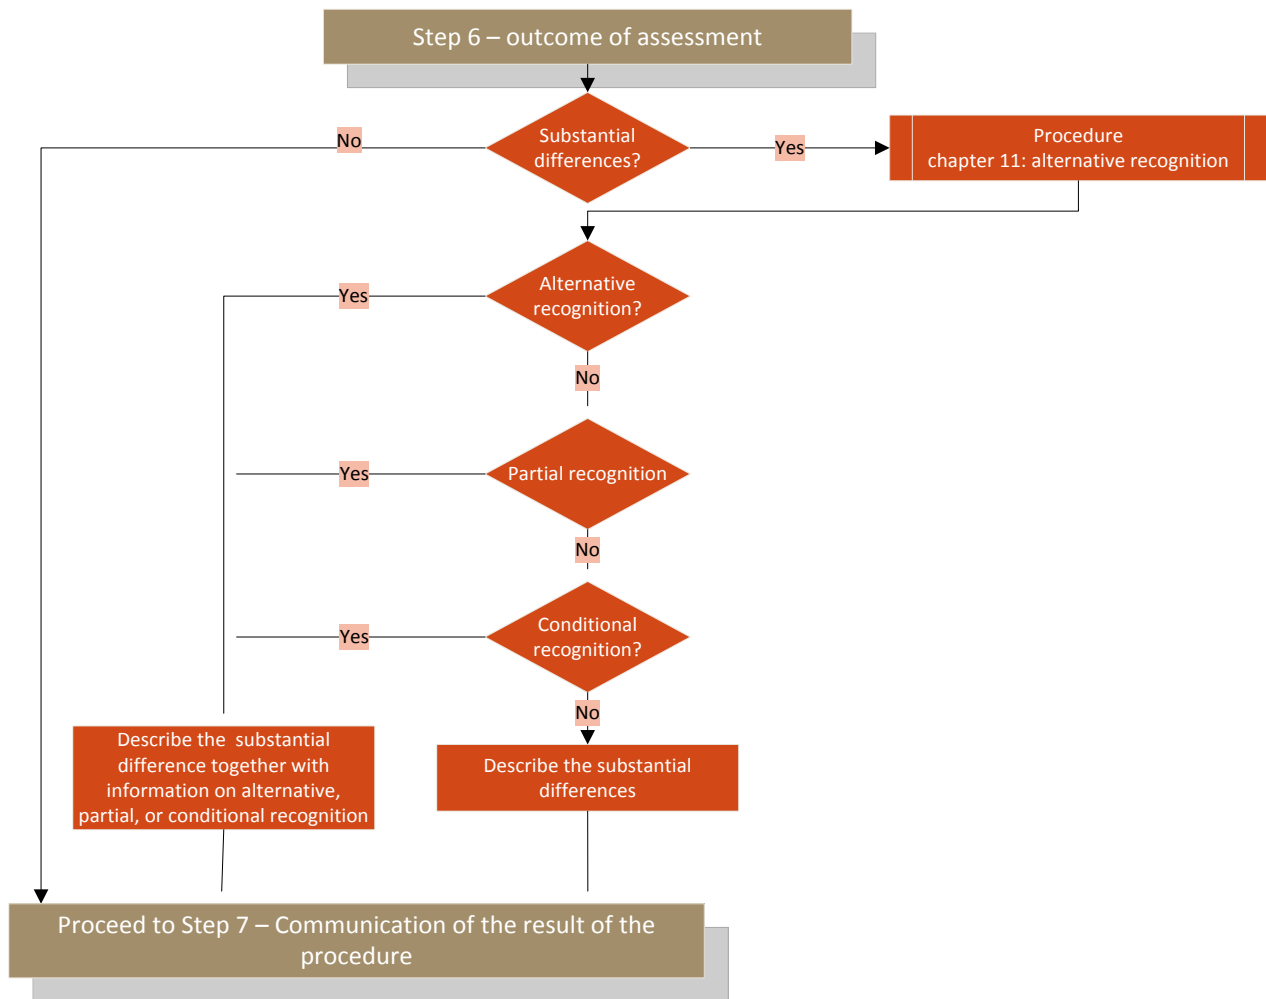 Step 6 – outcome of assessment
No
Substantial
differences?
Yes
Procedure
chapter 11: alternative recognition
Yes
Alternative
recognition?
No
Yes
Partial recognition
No
Yes
Conditional
recognition?
No
Describe the substantial
difference together with
information on alternative,
partial, or conditional recognition
Describe the substantial
differences
Proceed to Step 7 – Communication of the result of the
procedure